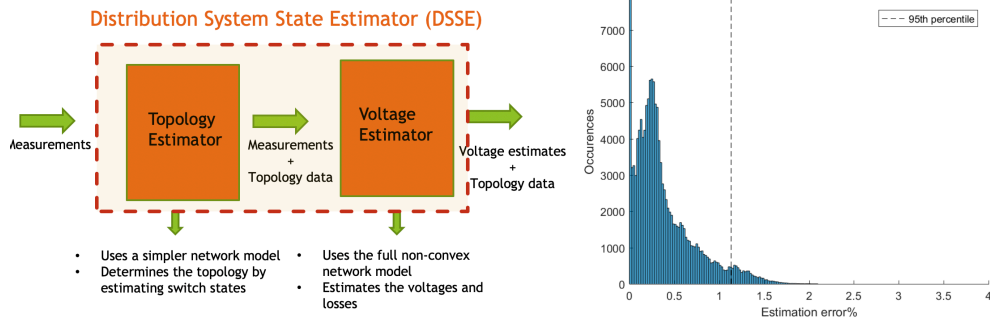 Distribution System State Estimator (DSSE)
Topology
Estimator
Voltage
Estimator
Measurements
Measurements
+
Topology data
Voltage estimates
+
Topology data
• Uses a simpler network model
• Determines the topology by
estimating switch states
• Uses the full non-convex
network model
• Estimates the voltages and
losses
95th percentile
7000
6000
5000
4000
3000
2000
1000
0
Occurences
0 0.5 1 1.5 2 2.5 3 3.5 4
Estimation error%